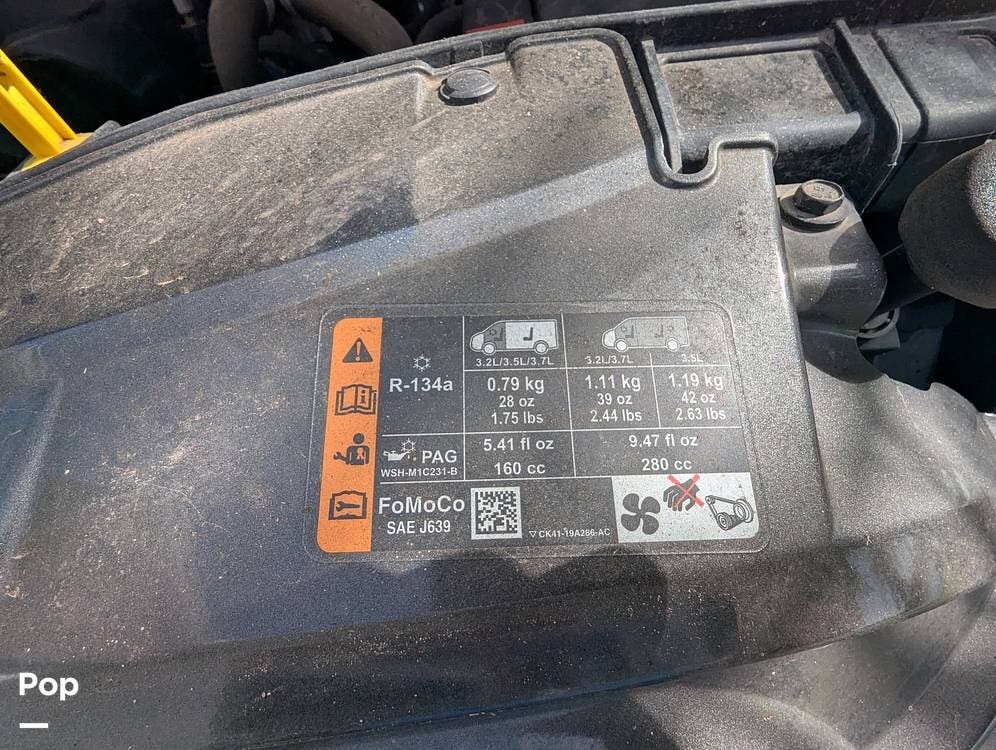 3.2L/3.5L/3.7L
3.2L/3.7L
3.5L
R-134a
0.79 kg
28 oz
1.75 lbs
1.11 kg
39 oz
2.44 lbs
1.19 kg
42 oz
2.63 lbs
PAG
WSH-M1C231-B
5.41 fl oz
160 cc
9.47 fl oz
280 cc
FoMoCo
SAE J639
CK41-19A286-AC
Pop